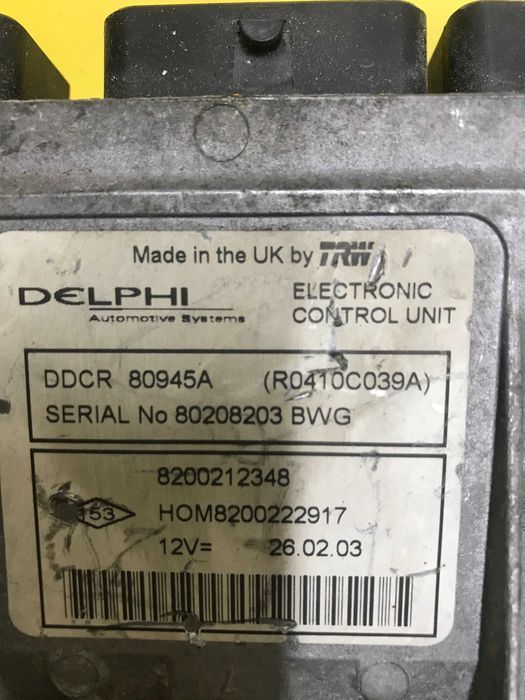 Made in the UK by TRW
DELPHI
Automotive Systems
ELECTRONIC
CONTROL UNIT
DDCR 80945A (R0410C039A)
SERIAL No 80208203 BWG
8200212348
153 HOM8200222917
12V= 26.02.03